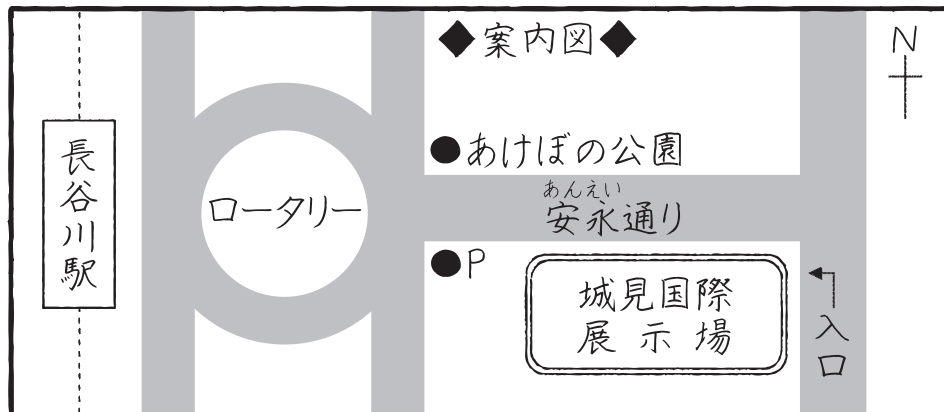 ◆案内図◆
N
長谷川駅
●あけぼの公園
ロータリー
あんえい
安永通り
●P
城見国際
展示場
入口